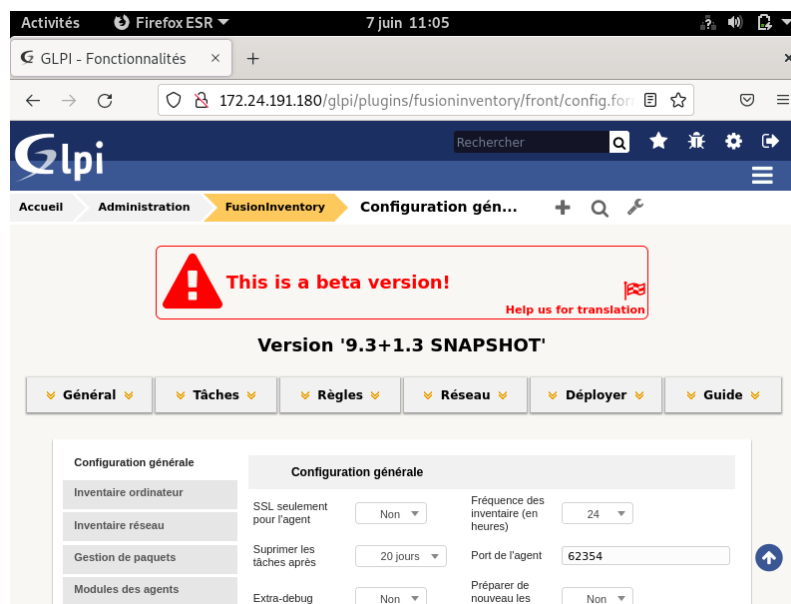 Activités Firefox ESR 7 juin 11:05
GLPI - Fonctionnalités × +
172.24.191.180/glpi/plugins/fusioninventory/front/config.for
Glpi
Rechercher
Accueil Administration FusionInventory Configuration gén...
This is a beta version!
Help us for translation
Version '9.3+1.3 SNAPSHOT'
Général Tâches Règles Réseau Déployer Guide
Configuration générale
Inventaire ordinateur
Inventaire réseau
Gestion de paquets
Modules des agents
Configuration générale
SSL seulement
pour l'agent
Non
Fréquence des
inventaire (en
heures)
24
Suprimer les
tâches après
20 jours
Port de l'agent
62354
Extra-debug
Non
Préparer de
nouveau les
Non